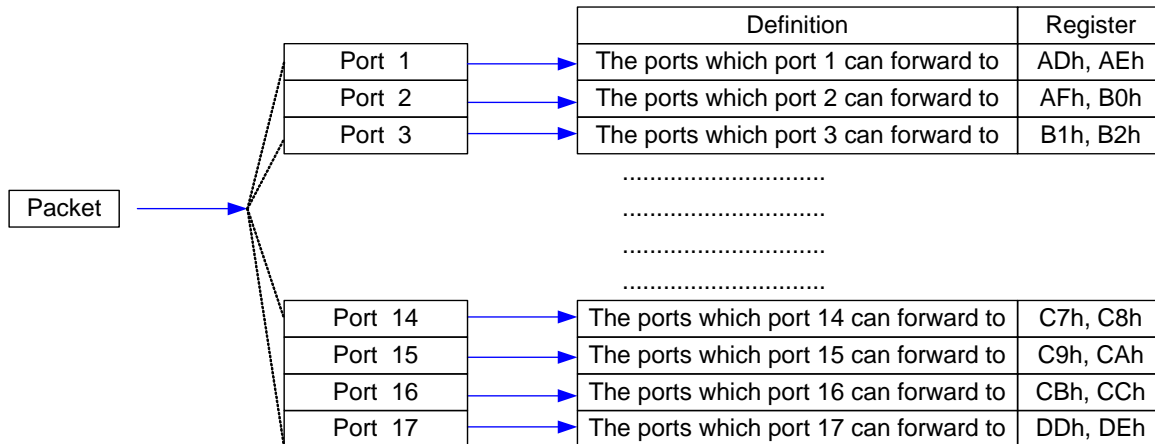 Definition Register
Port 1 The ports which port 1 can forward to ADh, AEh
Port 2 The ports which port 2 can forward to AFh, B0h
Port 3 The ports which port 3 can forward to B1h, B2h
..............................
Packet
..............................
..............................
..............................
Port 14 The ports which port 14 can forward to C7h, C8h
Port 15 The ports which port 15 can forward to C9h, CAh
Port 16 The ports which port 16 can forward to CBh, CCh
Port 17 The ports which port 17 can forward to DDh, DEh